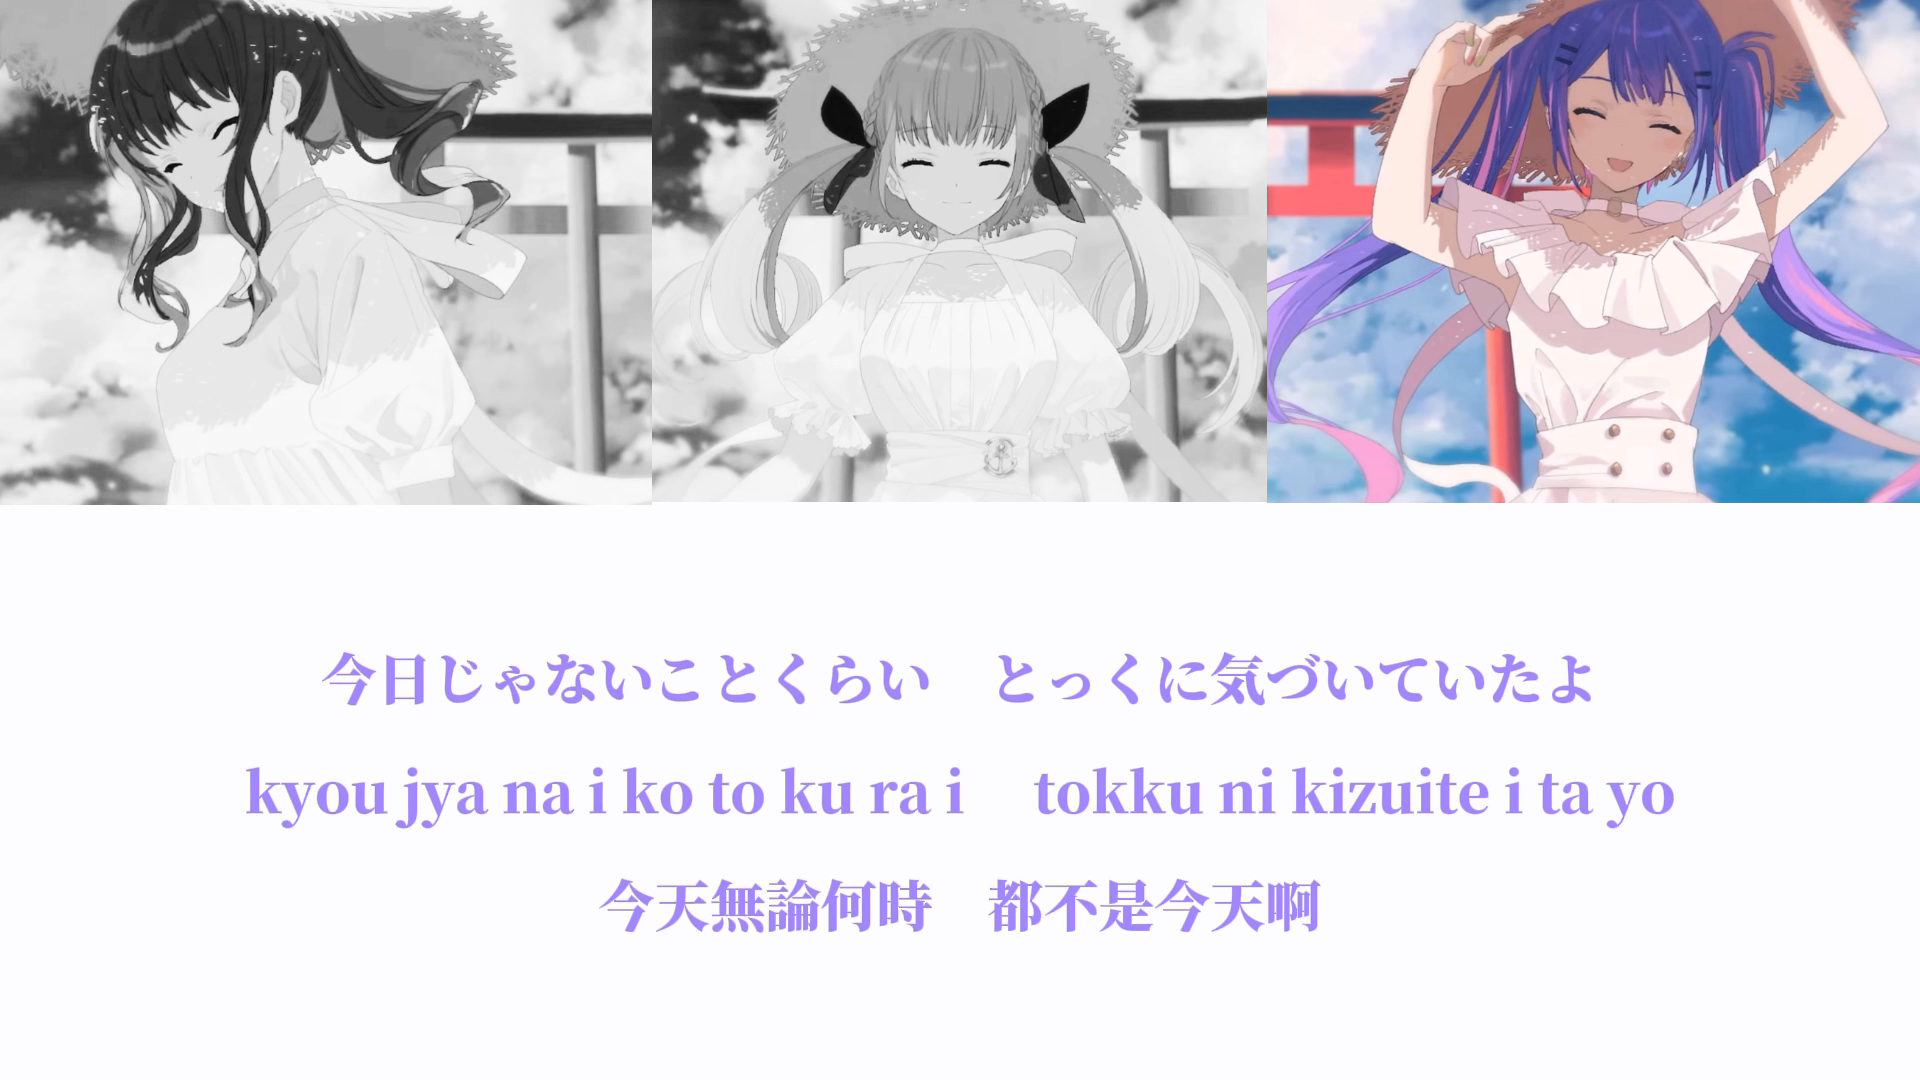 今日じゃないことくらい　とっくに気づいていたよ
kyou jya na i ko to ku ra i　tokku ni kizuite i ta yo
今天無論何時　都不是今天啊